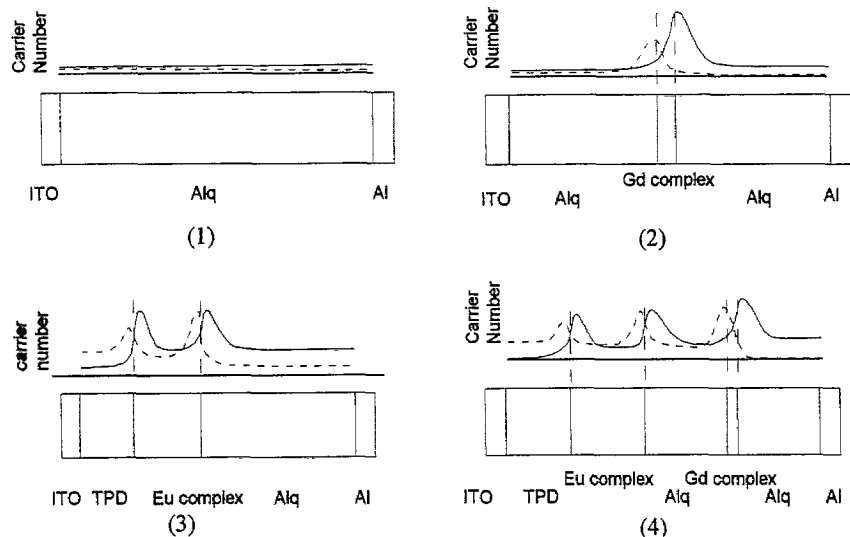 Carrier
Number
ITO Alq Al
(1)
Carrier
Number
Gd complex
ITO Alq Alq Al
(2)
carrier
number
ITO TPD Eu complex Alq Al
(3)
Carrier
Number
Eu complex Gd complex
ITO TPD Alq Alq Al
(4)